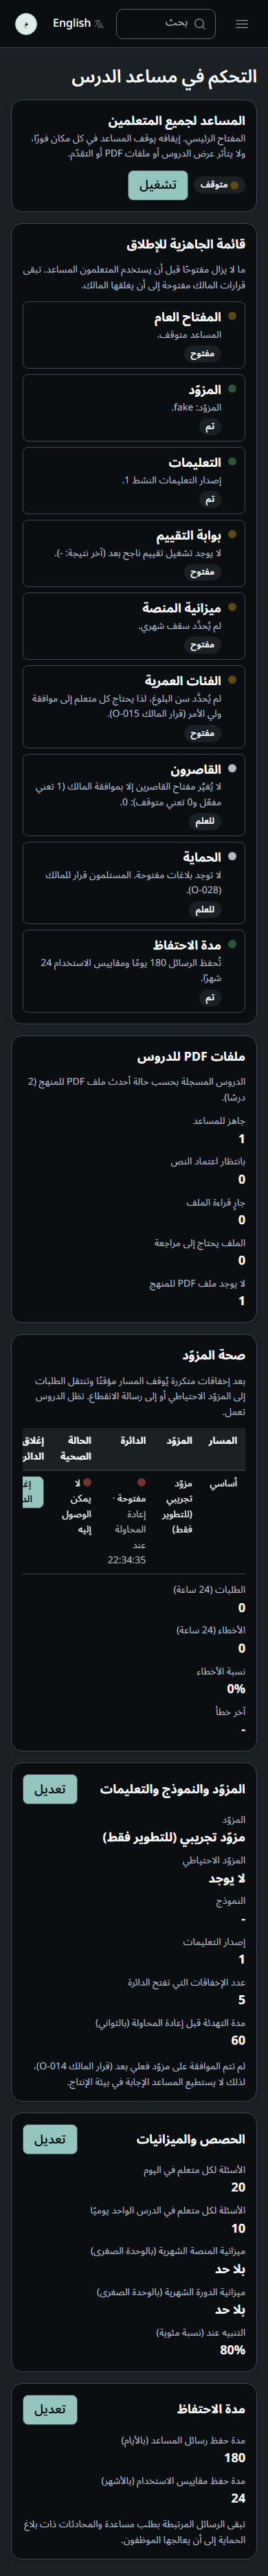 بحث
English
م
التحكم في مساعد الدرس
المساعد لجميع المتعلمين
المفتاح الرئيسي. إيقافه يوقف المساعد في كل مكان فورًا،
ولا يتأثر عرض الدروس أو ملفات PDF أو التقدّم.
متوقف
تشغيل
قائمة الجاهزية للإطلاق
ما لا يزال مفتوحًا قبل أن يستخدم المتعلمون المساعد. تبقى
قرارات المالك مفتوحة إلى أن يغلقها المالك.
المفتاح العام
المساعد متوقف.
مفتوح
المزوّد
المزوّد: fake.
تم
التعليمات
إصدار التعليمات النشط 1.
تم
بوابة التقييم
لا يوجد تشغيل تقييم ناجح بعد (آخر نتيجة: -).
مفتوح
ميزانية المنصة
لم يُحدَّد سقف شهري.
مفتوح
الفئات العمرية
لم يُحدَّد سن البلوغ، لذا يحتاج كل متعلم إلى موافقة
ولي الأمر (قرار المالك O-015).
مفتوح
القاصرون
لا يُغيَّر مفتاح القاصرين إلا بموافقة المالك (1 تعني
مفعّل و0 تعني متوقف): 0.
للعلم
الحماية
لا توجد بلاغات مفتوحة. المستلمون قرار للمالك
(O-028).
للعلم
مدة الاحتفاظ
تُحفظ الرسائل 180 يومًا ومقاييس الاستخدام 24
شهرًا.
تم
ملفات PDF للدروس
الدروس المسجلة بحسب حالة أحدث ملف PDF للمنهج (2
درسًا).
جاهز للمساعد
1
بانتظار اعتماد النص
0
جارٍ قراءة الملف
0
الملف يحتاج إلى مراجعة
0
لا يوجد ملف PDF للمنهج
1
صحة المزوّد
بعد إخفاقات متكررة يُوقف المسار مؤقتًا وتنتقل الطلبات
إلى المزود الاحتياطي أو إلى رسالة الانقطاع. تظل الدروس
تعمل.
المسار المزوّد الدائرة الحالة الصحية
أساسي
مزوّد تجريبي (للتطوير فقط)
مفتوحة ·
إعادة المحاولة عند 22:34:35
لا يمكن الوصول إليه
الطلبات (24 ساعة)
0
الأخطاء (24 ساعة)
0
نسبة الأخطاء
0%
آخر خطأ
-
المزوّد والنموذج والتعليمات
تعديل
المزوّد
مزوّد تجريبي (للتطوير فقط)
المزوّد الاحتياطي
لا يوجد
النموذج
-
إصدار التعليمات
1
عدد الإخفاقات التي تفتح الدائرة
5
مدة التهدئة قبل إعادة المحاولة (بالثواني)
60
لم تتم الموافقة على مزوّد فعلي بعد (قرار المالك O-014)،
لذلك لا يستطيع المساعد الإجابة في بيئة الإنتاج.
الحصص والميزانيات
تعديل
الأسئلة لكل متعلم في اليوم
20
الأسئلة لكل متعلم في الدرس الواحد يوميًا
10
ميزانية المنصة الشهرية (بالوحدة الصغرى)
بلا حد
ميزانية الدورة الشهرية (بالوحدة الصغرى)
بلا حد
التنبيه عند (نسبة مئوية)
80%
مدة الاحتفاظ
تعديل
مدة حفظ رسائل المساعد (بالأيام)
180
مدة حفظ مقاييس الاستخدام (بالأشهر)
24
تبقى الرسائل المرتبطة بطلب مساعدة والمحادثات ذات بلاغ
الحماية إلى أن يعالجها الموظفون.